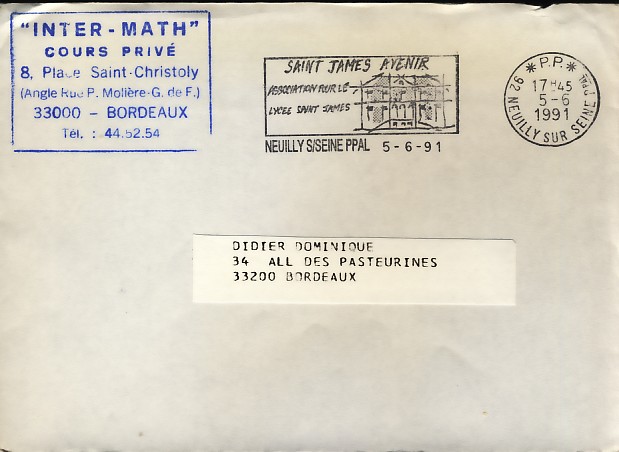 "INTER-MATH"
COURS PRIVÉ
8, Place Saint-Christoly
(Angle Rue P. Molière-G. de F.)
33000 - BORDEAUX
Tél. : 44.52.54
SAINT JAMES AVENIR
ASSOCIATION POUR LE
LYCEE SAINT JAMES
NEUILLY S/SEINE PPAL 5-6-91
* P.P. *
17H45
5-6
1991
92 NEUILLY SUR SEINE PPAL
DIDIER DOMINIQUE
34 ALL DES PASTEURINES
33200 BORDEAUX